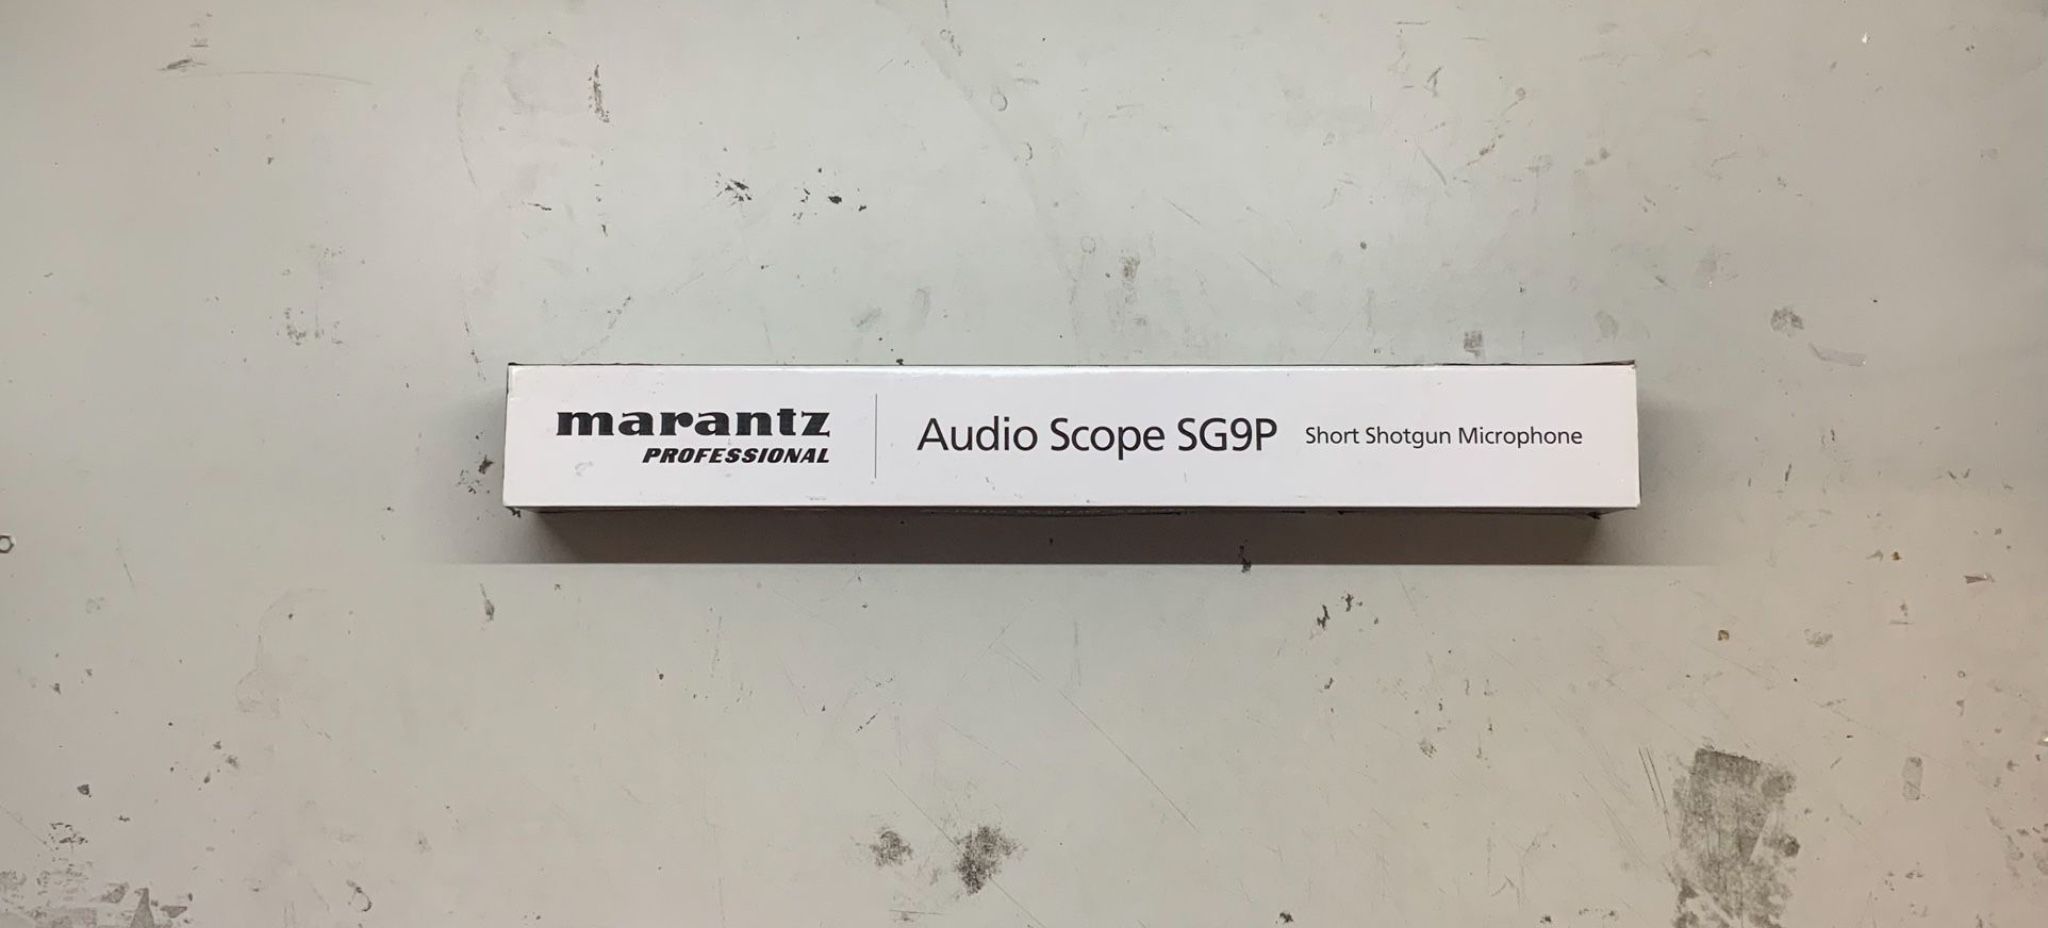 marantz
PROFESSIONAL
Audio Scope SG9P Short Shotgun Microphone